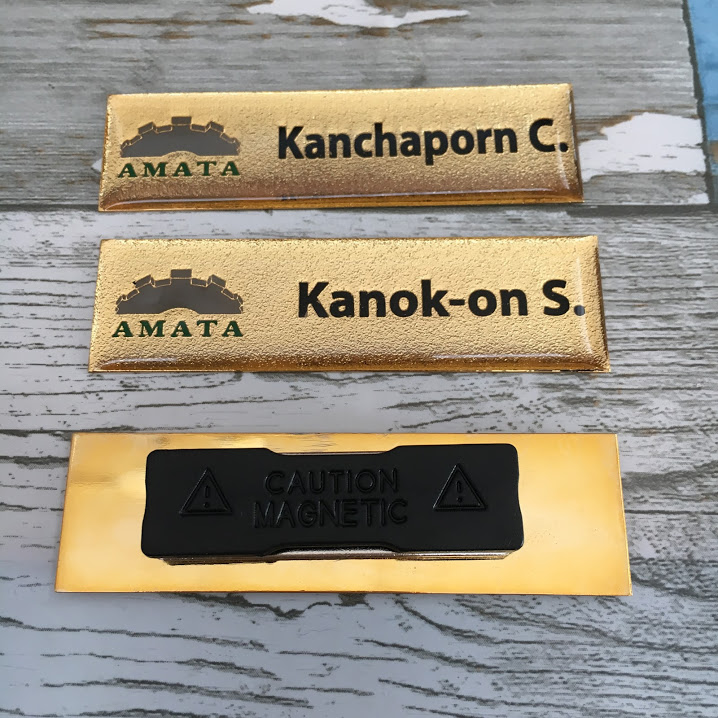 AMATA
Kanchaporn C.
AMATA
Kanok-on S.
CAUTION
MAGNETIC